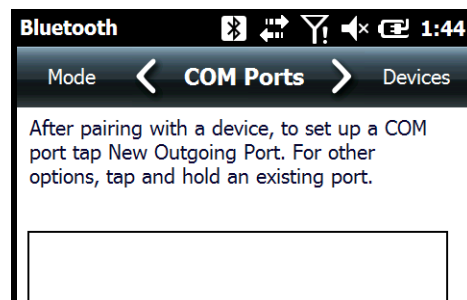 Bluetooth 1:44
Mode COM Ports Devices
After pairing with a device, to set up a COM
port tap New Outgoing Port. For other
options, tap and hold an existing port.